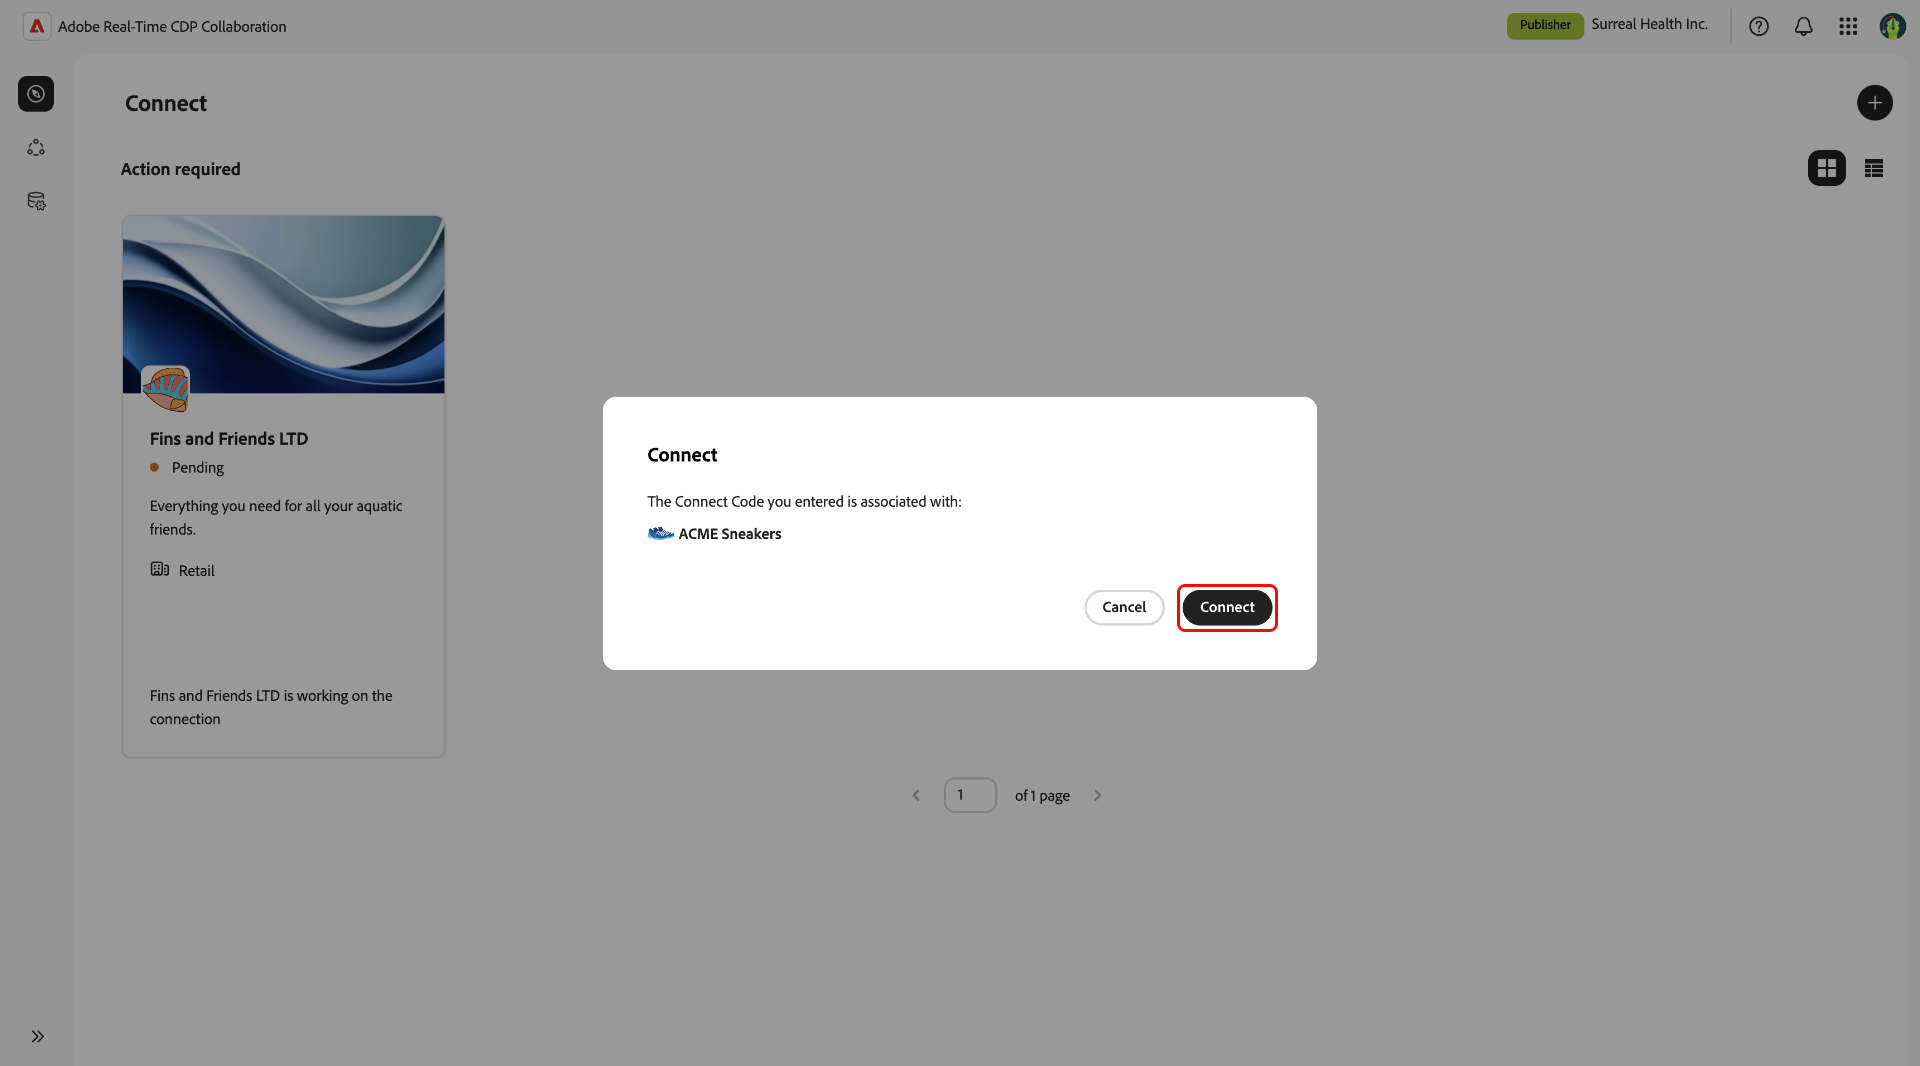 Adobe Real-Time CDP Collaboration
Publisher
Surreal Health Inc.
Connect
Action required
Fins and Friends LTD
Pending
Everything you need for all your aquatic
friends.
Retail
Fins and Friends LTD is working on the
connection
Connect
The Connect Code you entered is associated with:
ACME Sneakers
Cancel
Connect
1
of 1 page